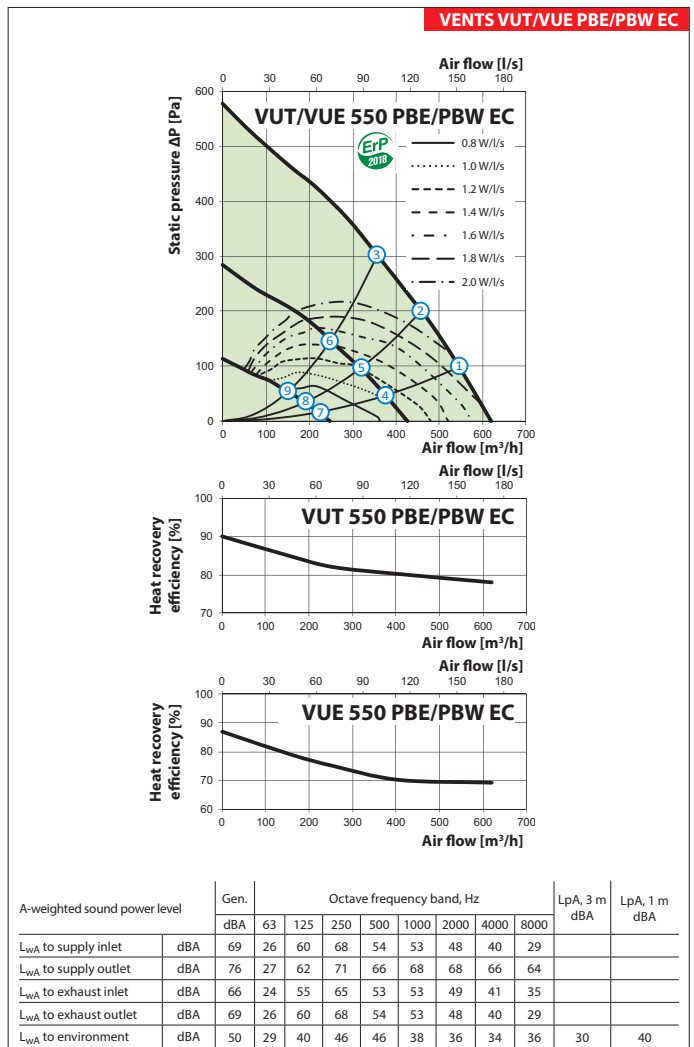 VENTS VUT/VUE PBE/PBW EC
Air flow [l/s]
0 30 60 90 120 150 180
Static pressure ΔP [Pa]
600
500
400
300
200
100
0
VUT/VUE 550 PBE/PBW EC
ErP
2018
0.8 W/l/s
1.0 W/l/s
1.2 W/l/s
1.4 W/l/s
1.6 W/l/s
1.8 W/l/s
2.0 W/l/s
3
2
6
5
1
9
8
7
4
0 100 200 300 400 500 600 700
Air flow [m³/h]
Air flow [l/s]
0 30 60 90 120 150 180
Heat recovery
efficiency [%]
100
90
80
70
VUT 550 PBE/PBW EC
0 100 200 300 400 500 600 700
Air flow [m³/h]
Air flow [l/s]
0 30 60 90 120 150 180
Heat recovery
efficiency [%]
100
90
80
70
60
VUE 550 PBE/PBW EC
0 100 200 300 400 500 600 700
Air flow [m³/h]
A-weighted sound power level Gen. Octave frequency band, Hz LpA, 3 m dBA LpA, 1 m dBA
dBA 63 125 250 500 1000 2000 4000 8000
LwA to supply inlet dBA 69 26 60 68 54 53 48 40 29
LwA to supply outlet dBA 76 27 62 71 66 68 68 66 64
LwA to exhaust inlet dBA 66 24 55 65 53 53 49 41 35
LwA to exhaust outlet dBA 69 26 60 68 54 53 48 40 29
LwA to environment dBA 50 29 40 46 46 38 36 34 36 30 40